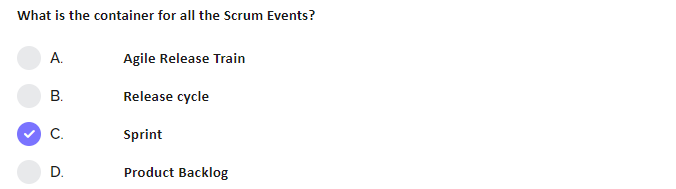 What is the container for all the Scrum Events?
A. Agile Release Train
B. Release cycle
C. Sprint
D. Product Backlog